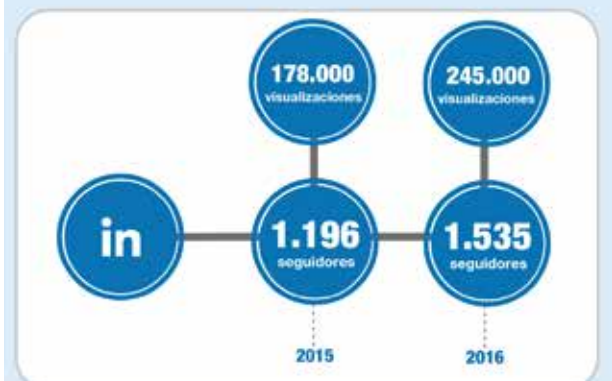 178.000
visualizaciones
245.000
visualizaciones
in
1.196
seguidores
1.535
seguidores
2015
2016